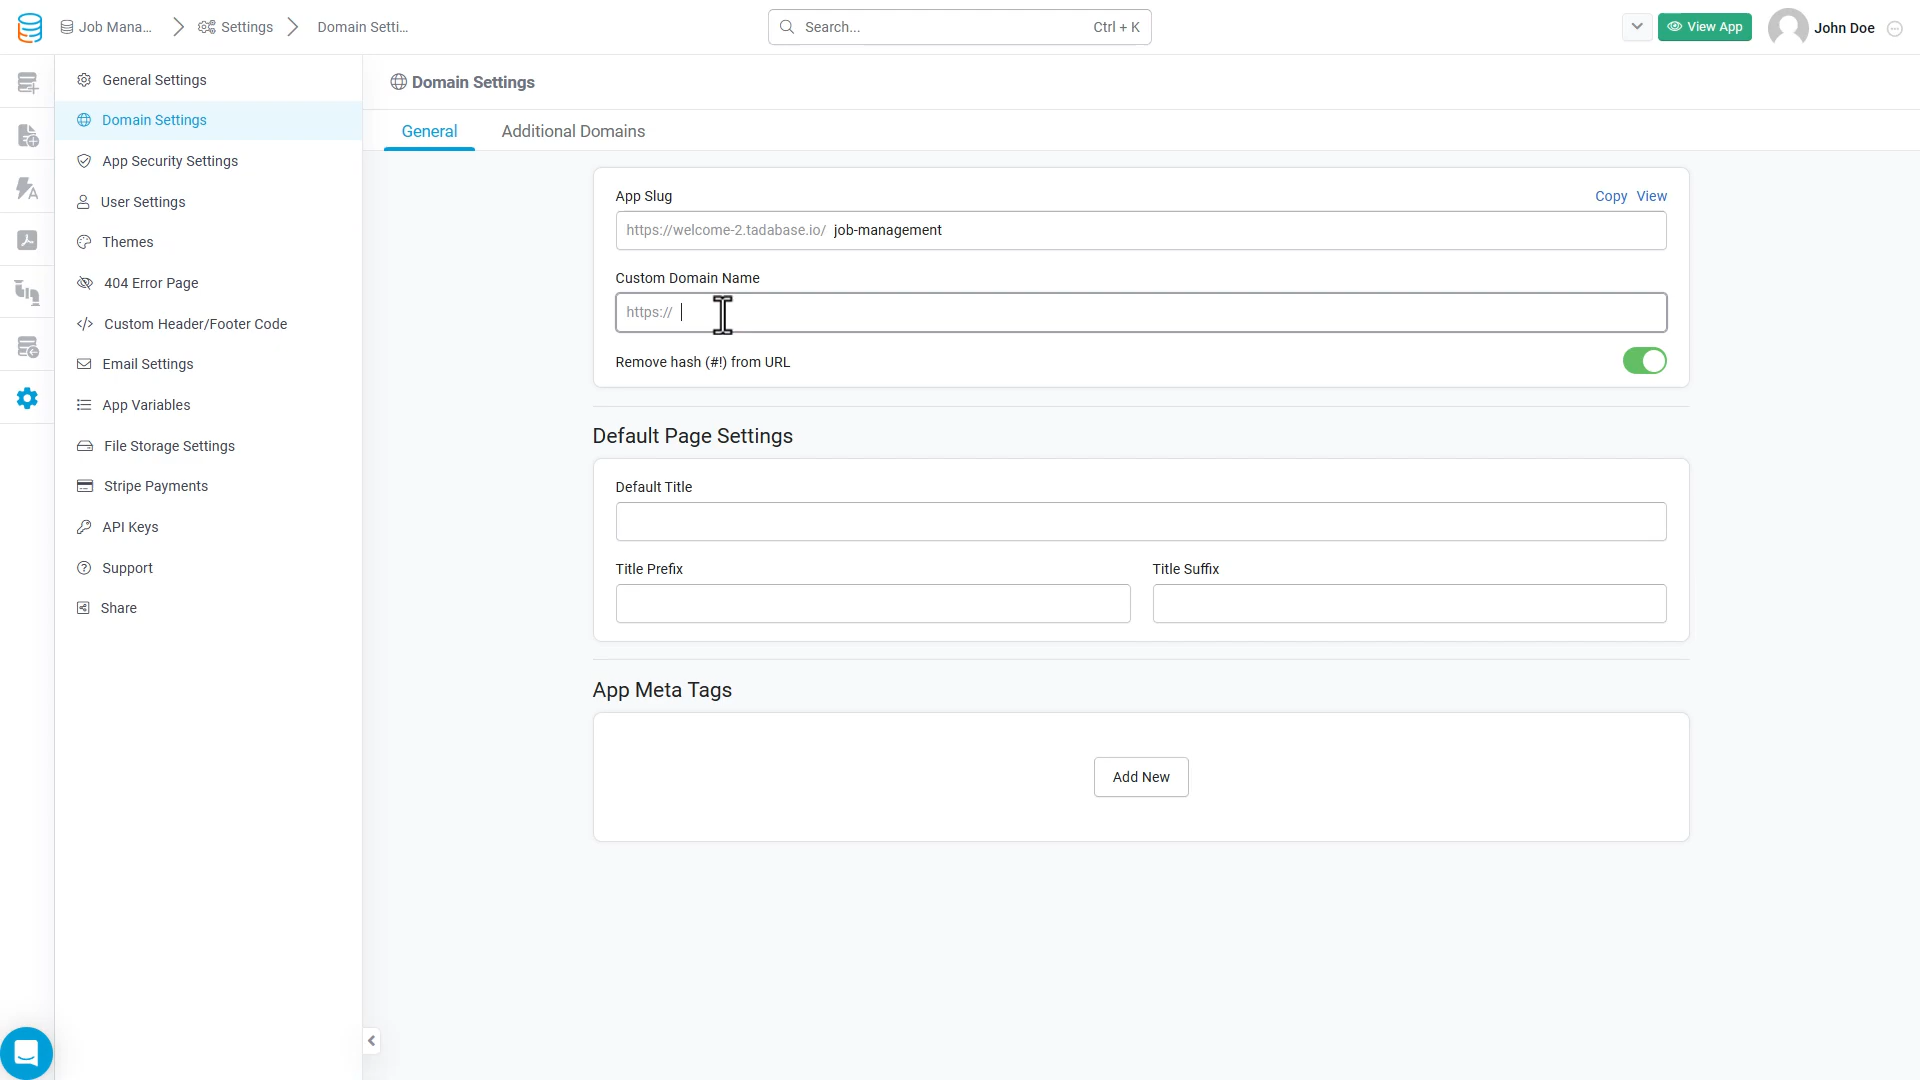 Job Mana...
Settings
Domain Setti...
Search...
Ctrl + K
View App
John Doe
General Settings
Domain Settings
App Security Settings
User Settings
Themes
404 Error Page
Custom Header/Footer Code
Email Settings
App Variables
File Storage Settings
Stripe Payments
API Keys
Support
Share
Domain Settings
General
Additional Domains
App Slug
Copy View
https://welcome-2.tadabase.io/ job-management
Custom Domain Name
https://
Remove hash (#!) from URL
Default Page Settings
Default Title
Title Prefix
Title Suffix
App Meta Tags
Add New